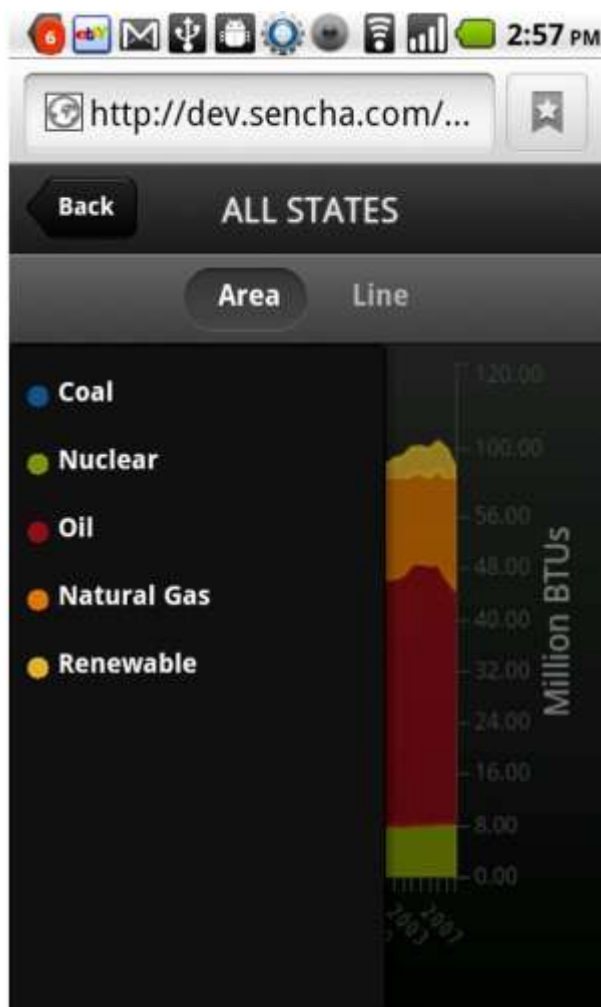 6 ebY 2:57 PM
http://dev.sencha.com/...
Back ALL STATES
Area Line
Coal
Nuclear
Oil
Natural Gas
Renewable
120.00
100.00
56.00
48.00
40.00
32.00
24.00
16.00
8.00
0.00
Million BTUs
2003
2007